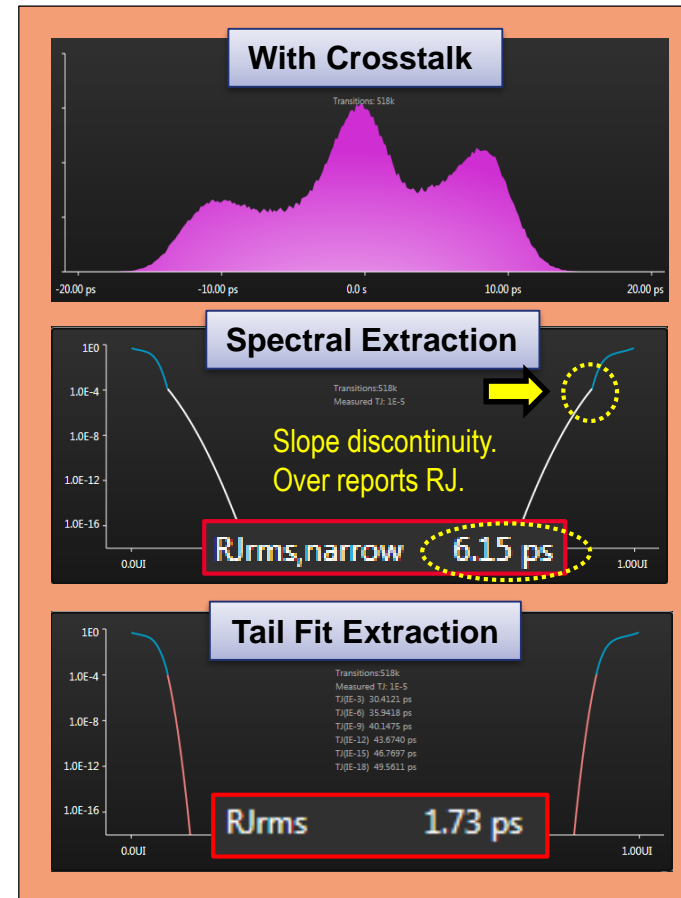 With Crosstalk
Transitions: 518k
-20.00 ps
-10.00 ps
0.0 s
10.00 ps
20.00 ps
Spectral Extraction
1E0
1.0E-4
1.0E-8
1.0E-12
1.0E-16
Transitions:518k
Measured TJ: 1E-5
Slope discontinuity.
Over reports RJ.
RJrms,narrow 6.15 ps
0.0UI
1.00UI
Tail Fit Extraction
1E0
1.0E-4
1.0E-8
1.0E-12
1.0E-16
Transitions:518k
Measured TJ: 1E-5
TJ(1E-3) 30.4121 ps
TJ(1E-6) 35.9418 ps
TJ(1E-9) 40.1475 ps
TJ(1E-12) 43.6740 ps
TJ(1E-15) 46.7697 ps
TJ(1E-18) 49.5611 ps
RJrms 1.73 ps
0.0UI
1.00UI